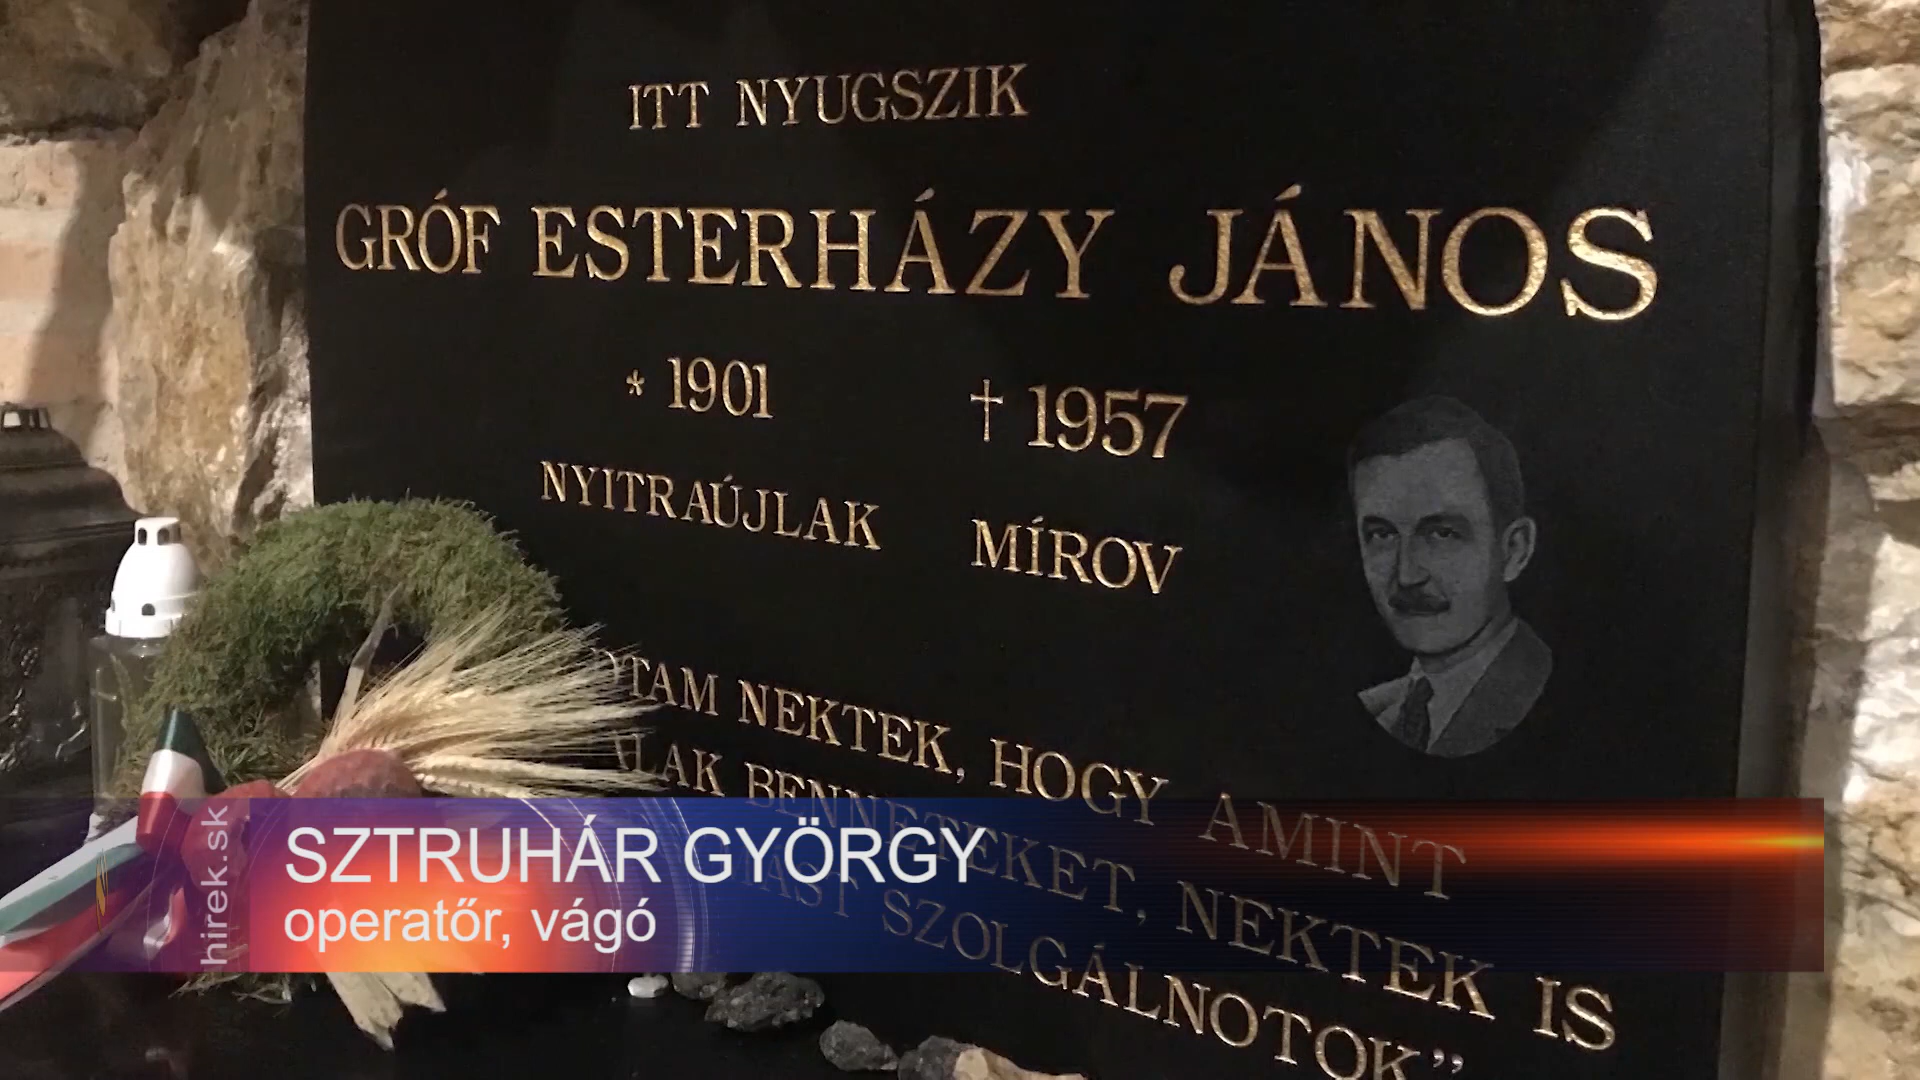 ITT NYUGSZIK
GRÓF ESTERHÁZY JÁNOS
* 1901 † 1957
NYITRAÚJLAK MÍROV
NEKTEK, HOGY AMINT
BENNETEKET, NEKTEK IS
SZOLGÁLNOTOK”
SZTRUHÁR GYÖRGY
operatőr, vágó
hirek.sk